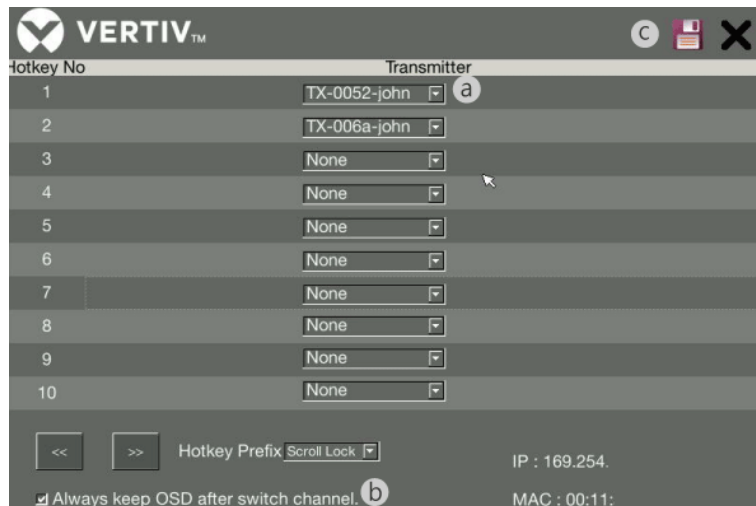 VERTIV™
c
Hotkey No Transmitter
1 TX-0052-john a
2 TX-006a-john
3 None
4 None
5 None
6 None
7 None
8 None
9 None
10 None
<< >> Hotkey Prefix Scroll Lock IP : 169.254.
Always keep OSD after switch channel. b MAC : 00:11: